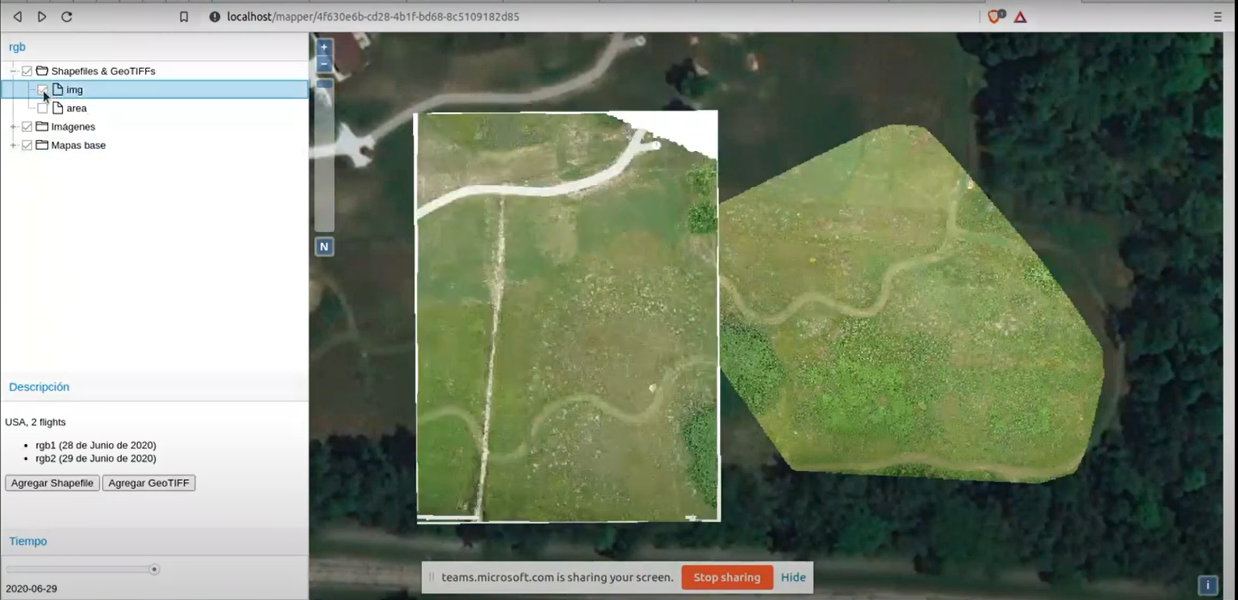 localhost/mapper/4f630e6b-cd28-4b1f-bd68-8c5109182d85
rgb
Shapefiles & GeoTIFFs
img
area
Imágenes
Mapas base
+
−
N
Descripción
USA, 2 flights
rgb1 (28 de Junio de 2020)
rgb2 (29 de Junio de 2020)
Agregar Shapefile Agregar GeoTIFF
Tiempo
2020-06-29
teams.microsoft.com is sharing your screen. Stop sharing Hide
i